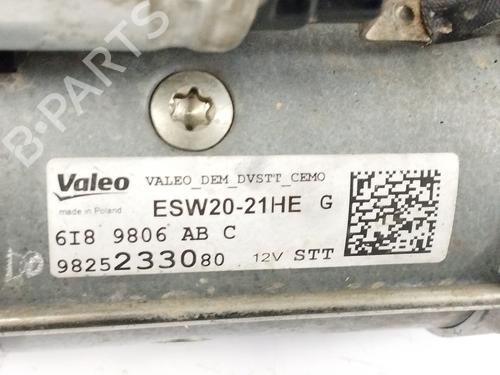 B-PARTS
Valeo VALEO_DEM_DVSTT_CEMO
made in Poland ESW20-21HE G
6I8 9806 AB C
9825233080 12V STT